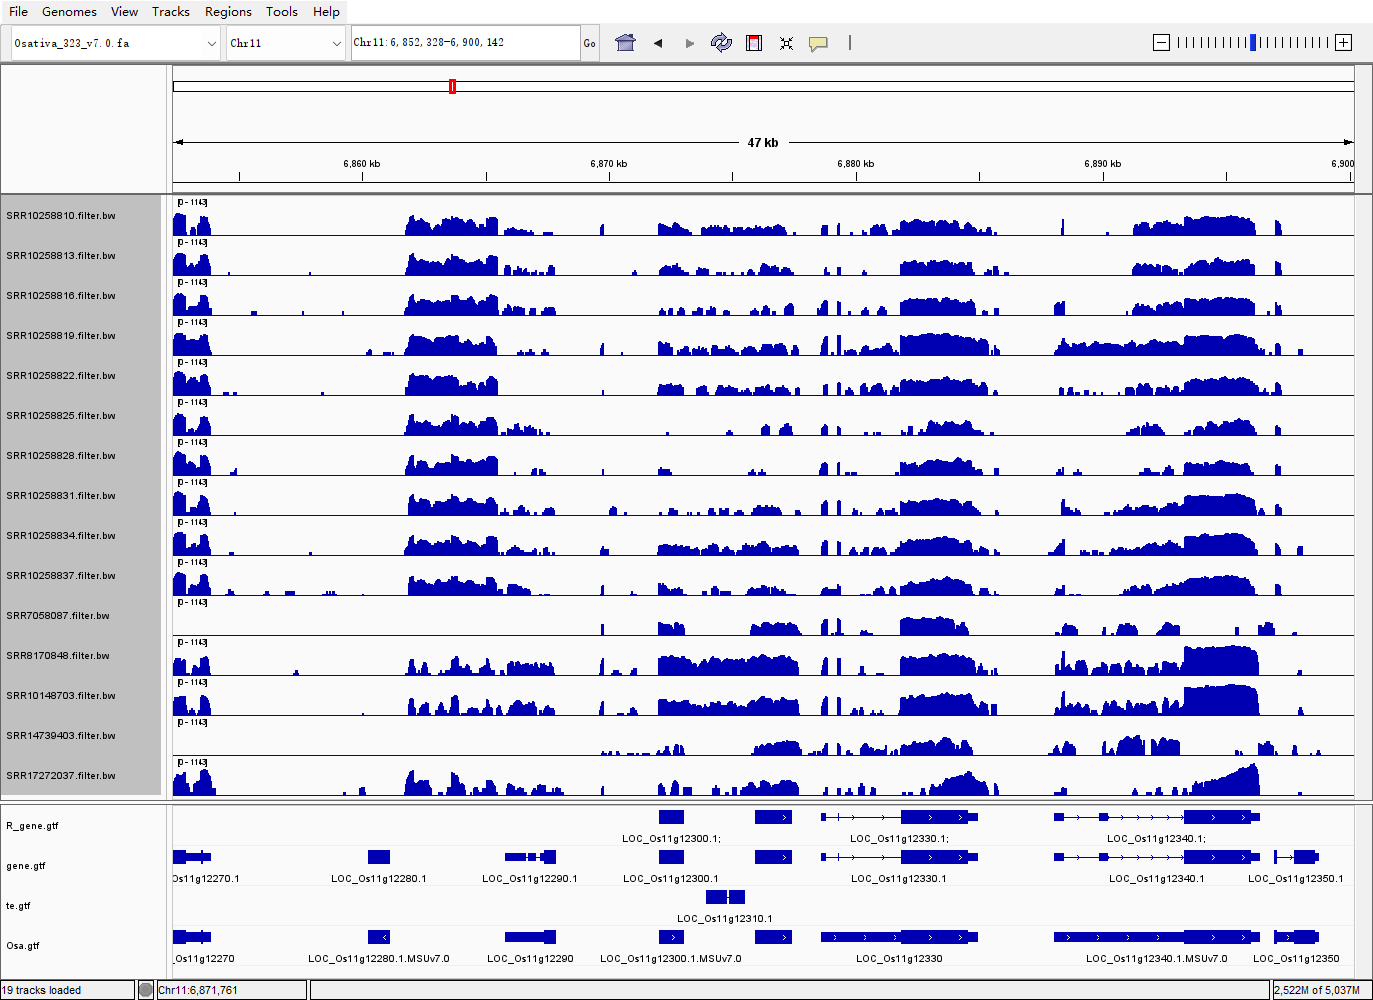 File Genomes View Tracks Regions Tools Help
Osativa_323_v7.0.fa Chr11 Chr11:6,852,328-6,900,142 Go
47 kb
6,860 kb 6,870 kb 6,880 kb 6,890 kb 6,900
[0 - 1143]
SRR10258810.filter.bw
[0 - 1143]
SRR10258813.filter.bw
[0 - 1143]
SRR10258816.filter.bw
[0 - 1143]
SRR10258819.filter.bw
[0 - 1143]
SRR10258822.filter.bw
[0 - 1143]
SRR10258825.filter.bw
[0 - 1143]
SRR10258828.filter.bw
[0 - 1143]
SRR10258831.filter.bw
[0 - 1143]
SRR10258834.filter.bw
[0 - 1143]
SRR10258837.filter.bw
[0 - 1143]
SRR7058087.filter.bw
[0 - 1143]
SRR8170848.filter.bw
[0 - 1143]
SRR10148703.filter.bw
[0 - 1143]
SRR14739403.filter.bw
[0 - 1143]
SRR17272037.filter.bw
R_gene.gtf
LOC_Os11g12300.1; LOC_Os11g12330.1; LOC_Os11g12340.1;
gene.gtf
Os11g12270.1 LOC_Os11g12280.1 LOC_Os11g12290.1 LOC_Os11g12300.1 LOC_Os11g12330.1 LOC_Os11g12340.1 LOC_Os11g12350.1
te.gtf
LOC_Os11g12310.1
Osa.gtf
_Os11g12270 LOC_Os11g12280.1.MSUv7.0 LOC_Os11g12290 LOC_Os11g12300.1.MSUv7.0 LOC_Os11g12330 LOC_Os11g12340.1.MSUv7.0 LOC_Os11g12350
19 tracks loaded Chr11:6,871,761 2,522M of 5,037M